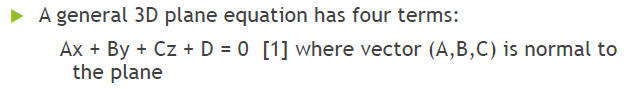 A general 3D plane equation has four terms:
Ax + By + Cz + D = 0 [1] where vector (A,B,C) is normal to
the plane